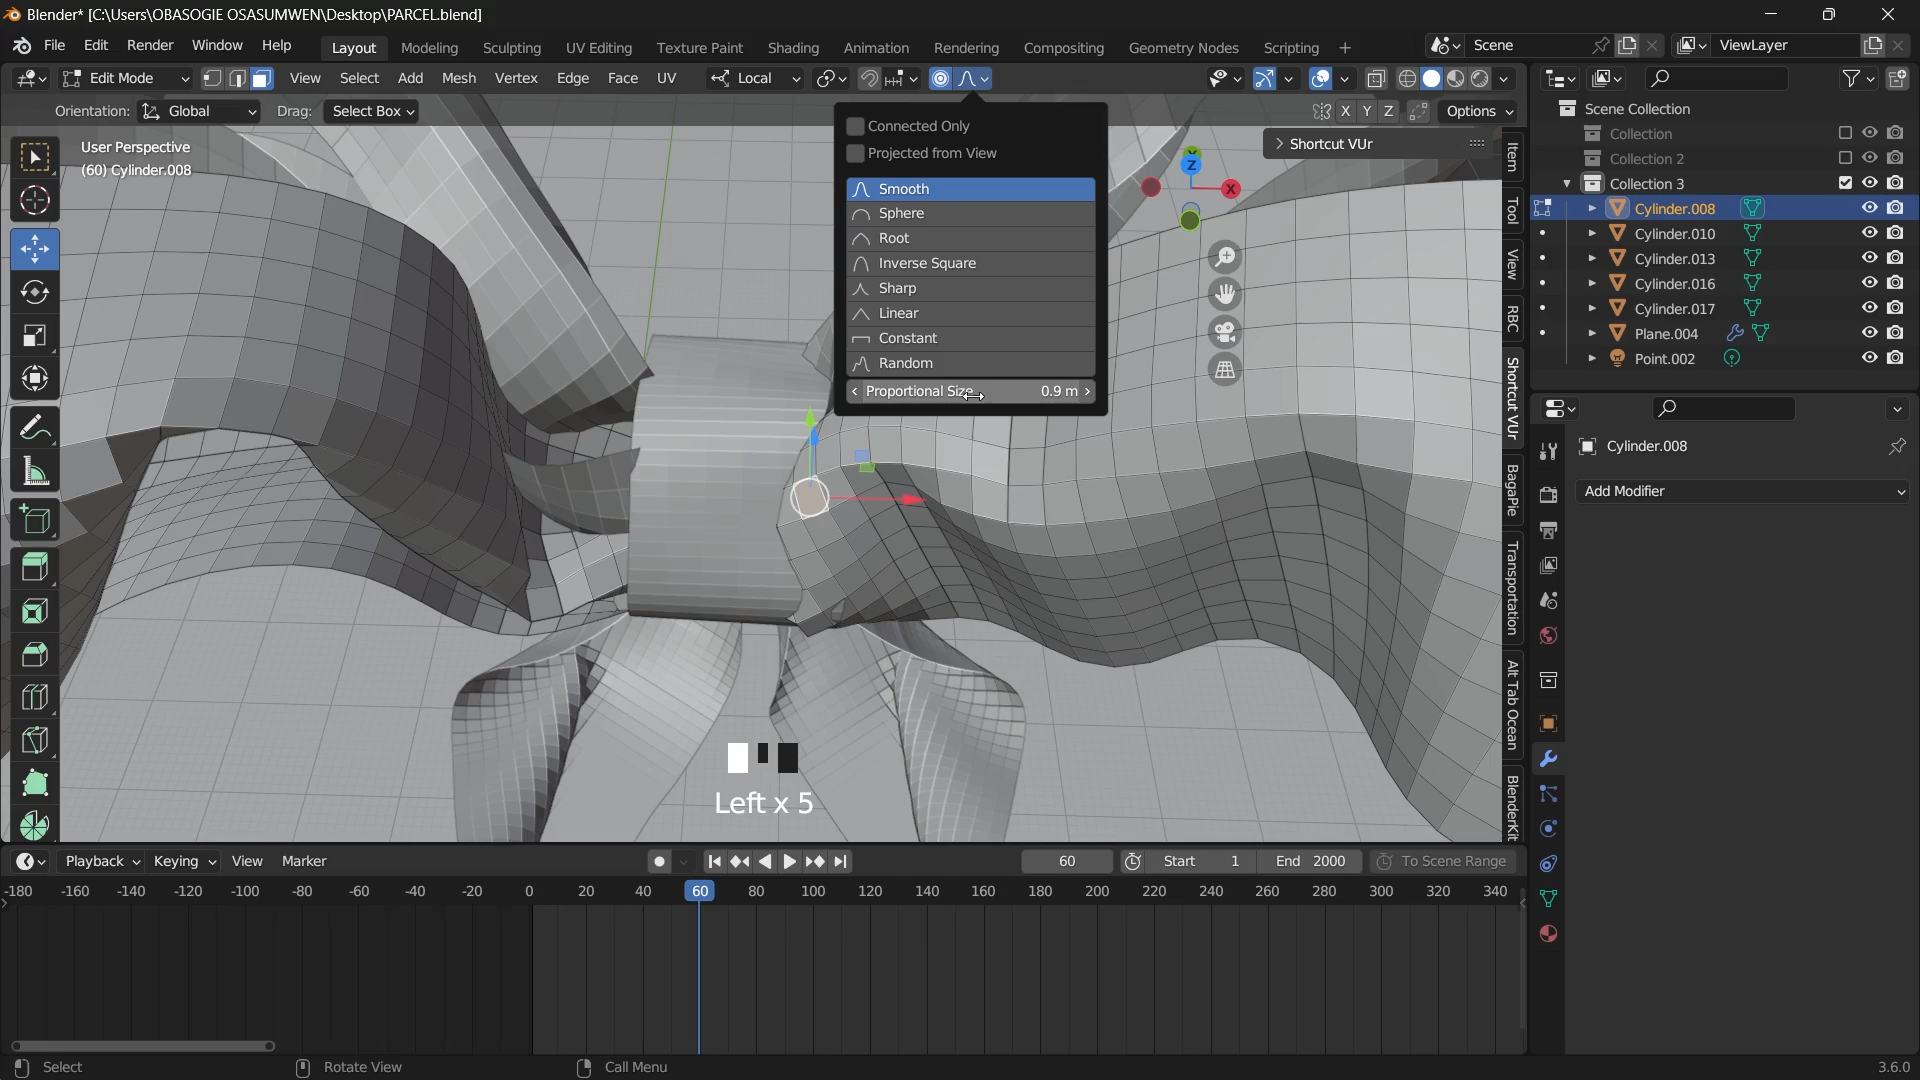 Blender* [C:\Users\OBASOGIE OSASUMWEN\Desktop\PARCEL.blend]
File Edit Render Window Help
Layout Modeling Sculpting UV Editing Texture Paint Shading Animation Rendering Compositing Geometry Nodes Scripting +
Scene
ViewLayer
Edit Mode
View Select Add Mesh Vertex Edge Face UV
Local
Orientation: Global Drag: Select Box
X Y Z Options
User Perspective
(60) Cylinder.008
Connected Only
Projected from View
Smooth
Sphere
Root
Inverse Square
Sharp
Linear
Constant
Random
Proportional Size 0.9 m
Shortcut VUr
Z
X
Item
Tool
View
RBC
Shortcut VUr
BagaPie
Transportation
Alt Tab Ocean
BlenderKit
Scene Collection
Collection
Collection 2
Collection 3
Cylinder.008
Cylinder.010
Cylinder.013
Cylinder.016
Cylinder.017
Plane.004
Point.002
Cylinder.008
Add Modifier
Left x 5
Playback Keying View Marker
60
Start 1
End 2000
To Scene Range
-180 -160 -140 -120 -100 -80 -60 -40 -20 0 20 40 60 80 100 120 140 160 180 200 220 240 260 280 300 320 340
Select
Rotate View
Call Menu
3.6.0